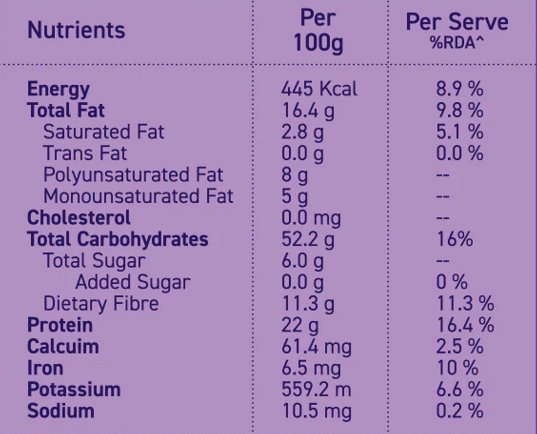 Nutrients Per 100g Per Serve %RDA^
Energy 445 Kcal 8.9 %
Total Fat 16.4 g 9.8 %
Saturated Fat 2.8 g 5.1 %
Trans Fat 0.0 g 0.0 %
Polyunsaturated Fat 8 g --
Monounsaturated Fat 5 g --
Cholesterol 0.0 mg --
Total Carbohydrates 52.2 g 16%
Total Sugar 6.0 g --
Added Sugar 0.0 g 0 %
Dietary Fibre 11.3 g 11.3 %
Protein 22 g 16.4 %
Calcuim 61.4 mg 2.5 %
Iron 6.5 mg 10 %
Potassium 559.2 m 6.6 %
Sodium 10.5 mg 0.2 %